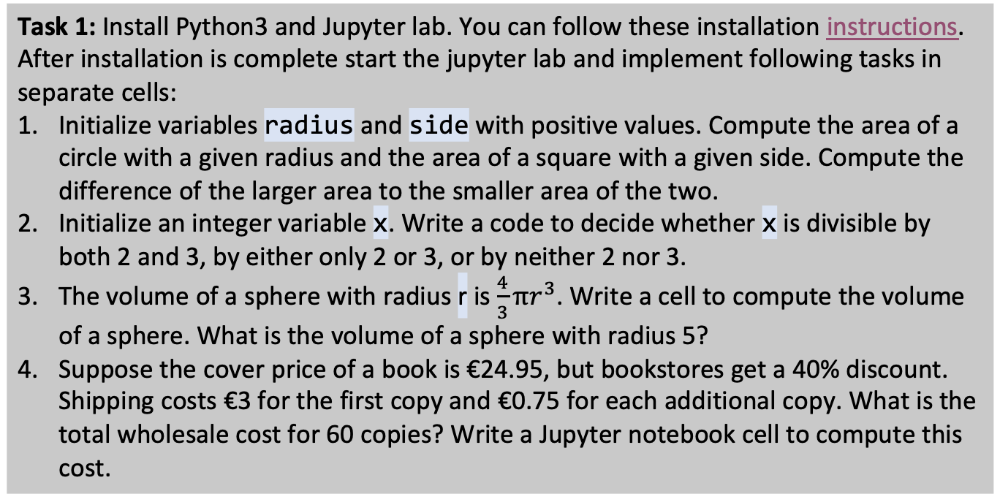 Task 1: Install Python3 and Jupyter lab. You can follow these installation instructions.
After installation is complete start the jupyter lab and implement following tasks in
separate cells:
1. Initialize variables radius and side with positive values. Compute the area of a
circle with a given radius and the area of a square with a given side. Compute the
difference of the larger area to the smaller area of the two.
2. Initialize an integer variable x. Write a code to decide whether x is divisible by
both 2 and 3, by either only 2 or 3, or by neither 2 nor 3.
3. The volume of a sphere with radius r is 4/3 πr³. Write a cell to compute the volume
of a sphere. What is the volume of a sphere with radius 5?
4. Suppose the cover price of a book is €24.95, but bookstores get a 40% discount.
Shipping costs €3 for the first copy and €0.75 for each additional copy. What is the
total wholesale cost for 60 copies? Write a Jupyter notebook cell to compute this
cost.